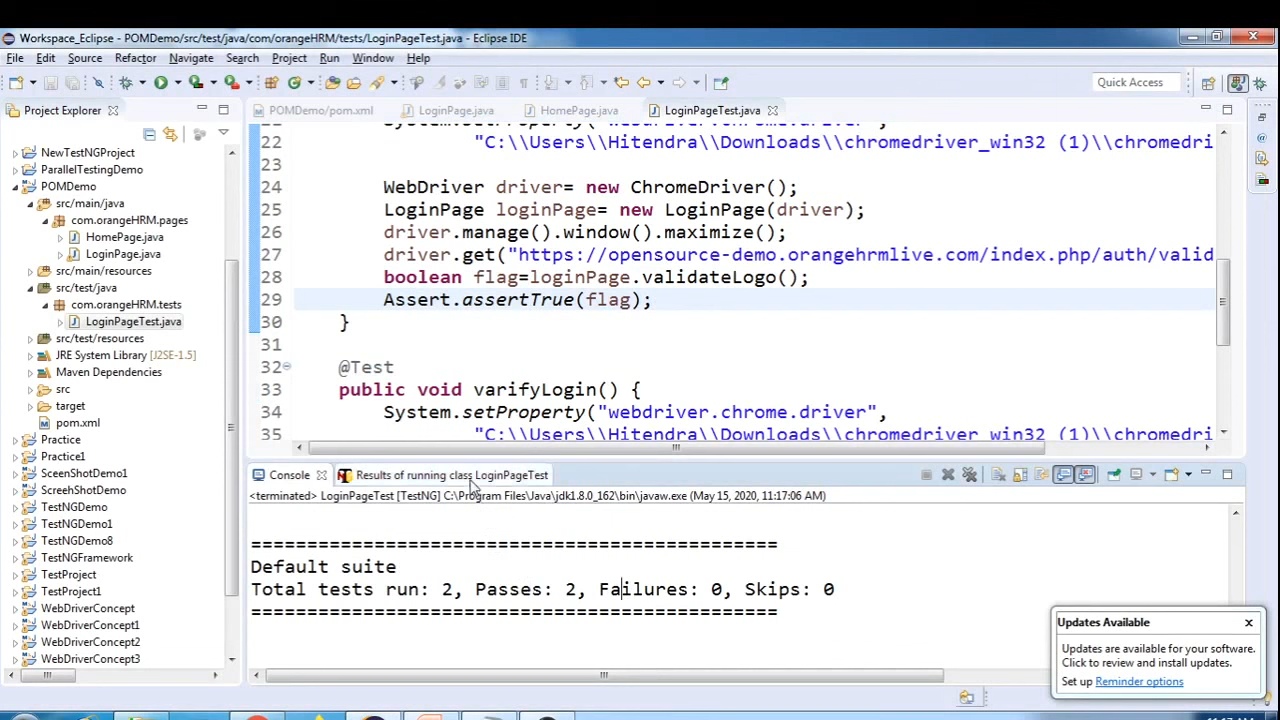 Workspace_Eclipse - POMDemo/src/test/java/com/orangeHRM/tests/LoginPageTest.java - Eclipse IDE
File Edit Source Refactor Navigate Search Project Run Window Help
Quick Access
Project Explorer
NewTestNGProject
ParallelTestingDemo
POMDemo
src/main/java
com.orangeHRM.pages
HomePage.java
LoginPage.java
src/main/resources
src/test/java
com.orangeHRM.tests
LoginPageTest.java
src/test/resources
JRE System Library [J2SE-1.5]
Maven Dependencies
src
target
pom.xml
Practice
Practice1
SceenShotDemo1
ScreehShotDemo
TestNGDemo
TestNGDemo1
TestNGDemo8
TestNGFramework
TestProject
TestProject1
WebDriverConcept
WebDriverConcept1
WebDriverConcept2
WebDriverConcept3
POMDemo/pom.xml LoginPage.java HomePage.java LoginPageTest.java
22 "C:\\Users\\Hitendra\\Downloads\\chromedriver_win32 (1)\\chromedri
23
24 WebDriver driver= new ChromeDriver();
25 LoginPage loginPage= new LoginPage(driver);
26 driver.manage().window().maximize();
27 driver.get("https://opensource-demo.orangehrmlive.com/index.php/auth/valid
28 boolean flag=loginPage.validateLogo();
29 Assert.assertTrue(flag);
30 }
31
32 @Test
33 public void varifyLogin() {
34 System.setProperty("webdriver.chrome.driver",
35 "C:\\Users\\Hitendra\\Downloads\\chromedriver_win32 (1)\\chromedri
Console Results of running class LoginPageTest
<terminated> LoginPageTest [TestNG] C:\Program Files\Java\jdk1.8.0_162\bin\javaw.exe (May 15, 2020, 11:17:06 AM)
===============================================
Default suite
Total tests run: 2, Passes: 2, Failures: 0, Skips: 0
===============================================
Updates Available
Updates are available for your software.
Click to review and install updates.
Set up Reminder options